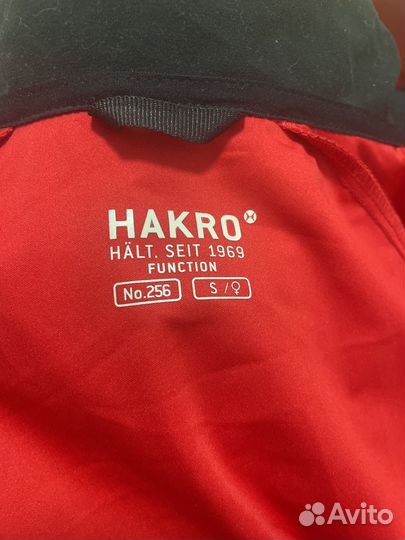 HAKRO
HÄLT. SEIT 1969
FUNCTION
No.256 S/♀
Avito